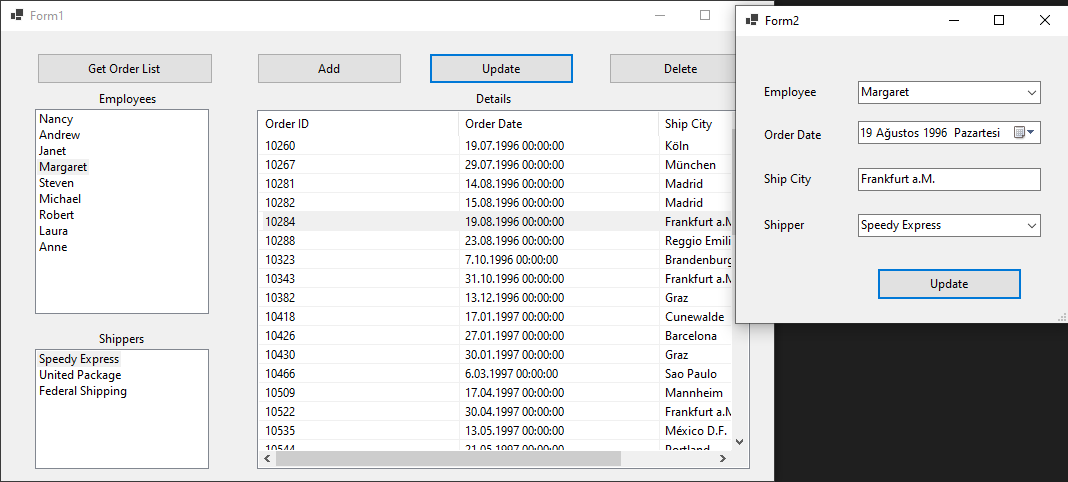 Form1
Get Order List
Add
Update
Delete
Employees
Nancy
Andrew
Janet
Margaret
Steven
Michael
Robert
Laura
Anne
Shippers
Speedy Express
United Package
Federal Shipping
Details
Order ID Order Date Ship City
10260 19.07.1996 00:00:00 Köln
10267 29.07.1996 00:00:00 München
10281 14.08.1996 00:00:00 Madrid
10282 15.08.1996 00:00:00 Madrid
10284 19.08.1996 00:00:00 Frankfurt a.M
10288 23.08.1996 00:00:00 Reggio Emili
10323 7.10.1996 00:00:00 Brandenburg
10343 31.10.1996 00:00:00 Frankfurt a.M
10382 13.12.1996 00:00:00 Graz
10418 17.01.1997 00:00:00 Cunewalde
10426 27.01.1997 00:00:00 Barcelona
10430 30.01.1997 00:00:00 Graz
10466 6.03.1997 00:00:00 Sao Paulo
10509 17.04.1997 00:00:00 Mannheim
10522 30.04.1997 00:00:00 Frankfurt a.M
10535 13.05.1997 00:00:00 México D.F.
10544 21.05.1997 00:00:00 Portland
Form2
Employee Margaret
Order Date 19 Ağustos 1996 Pazartesi
Ship City Frankfurt a.M.
Shipper Speedy Express
Update